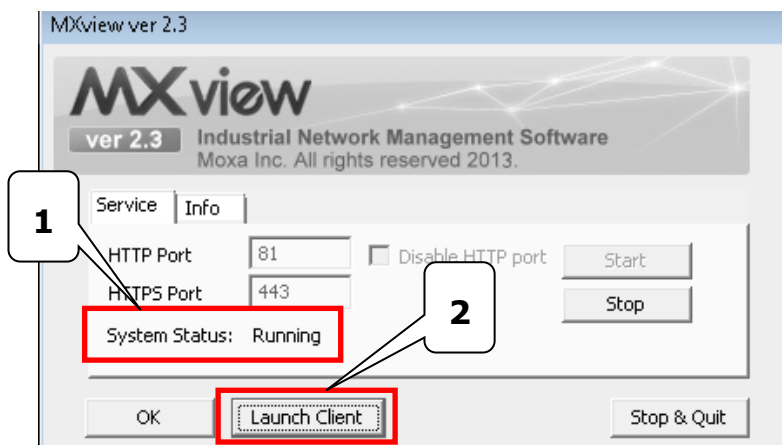 MXview ver 2.3
MXview
ver 2.3 Industrial Network Management Software
Moxa Inc. All rights reserved 2013.
1
Service Info
HTTP Port 81 Disable HTTP port Start
HTTPS Port 443 Stop
2
System Status: Running
OK Launch Client Stop & Quit